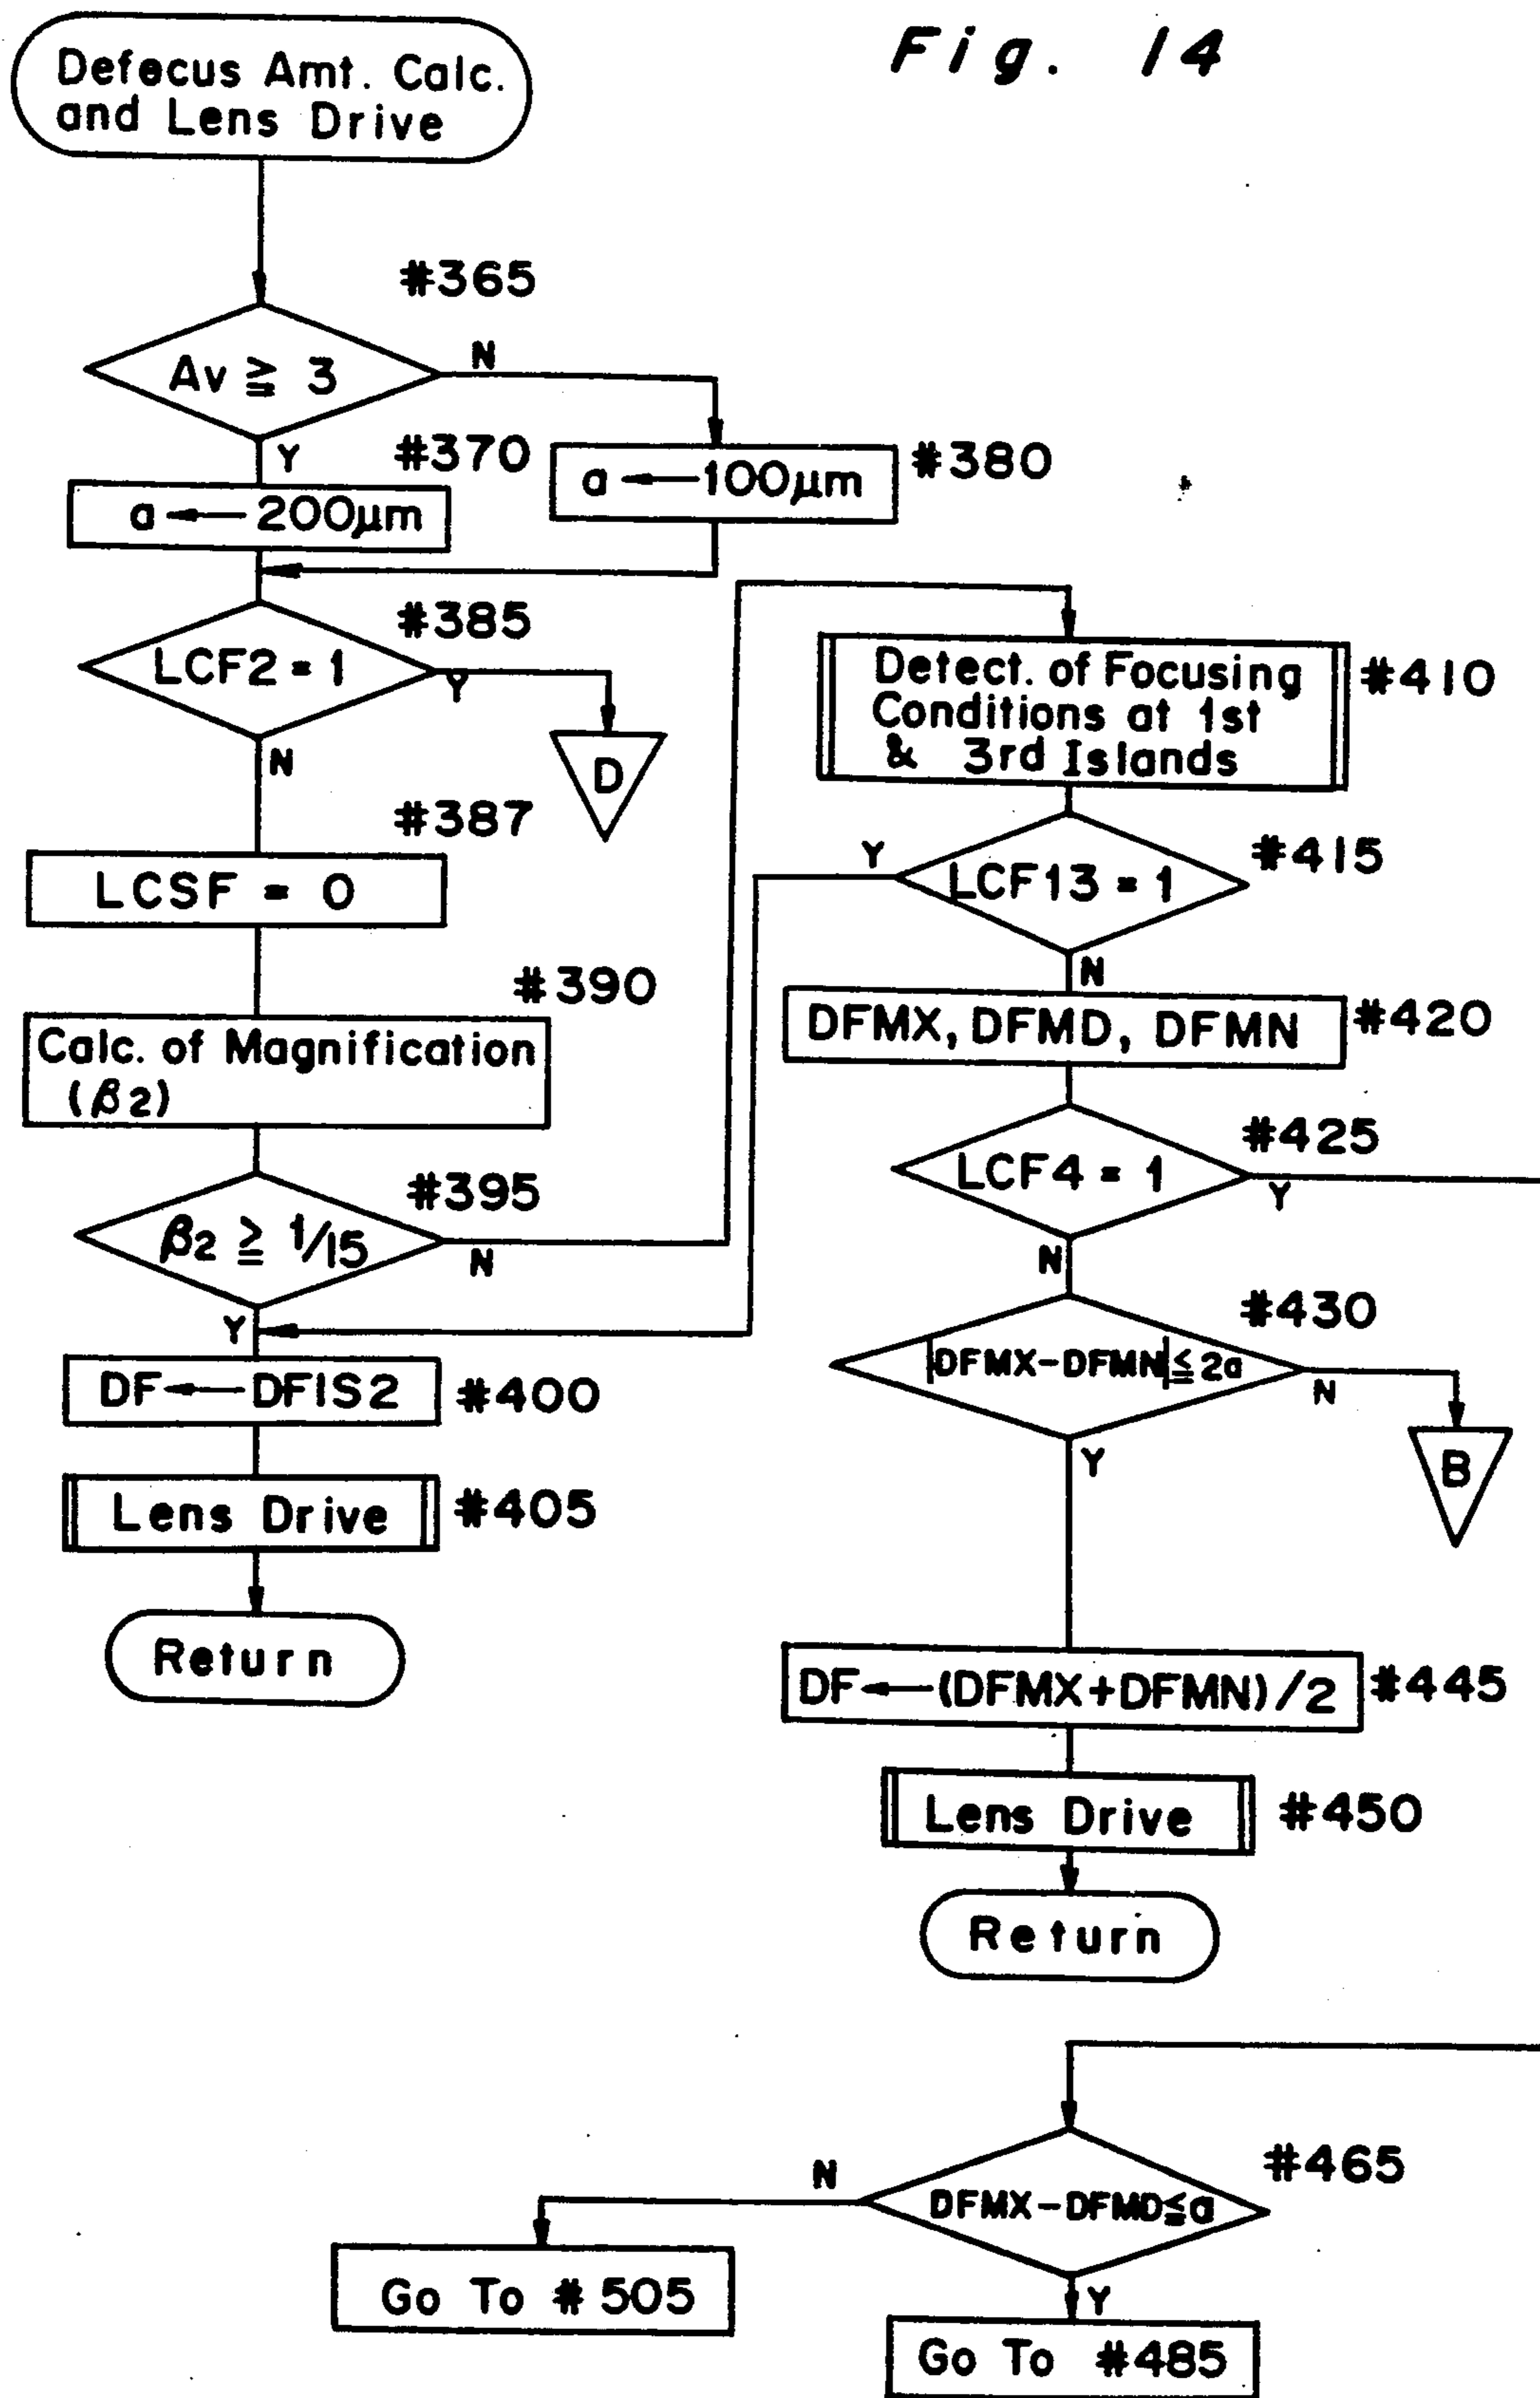 Fig. 14
Defocus Amt. Calc.
and Lens Drive
#365
Av ≧ 3
N
Y
#370
a ← 200μm
a ← 100μm
#380
#385
LCF2 = 1
Y
D
N
#387
LCSF = 0
#390
Calc. of Magnification
(β2)
#395
β2 ≧ 1/15
N
Y
DF ← DFIS2
#400
Lens Drive
#405
Return
Detect. of Focusing
Conditions at 1st
& 3rd Islands
#410
#415
LCF13 = 1
Y
N
DFMX, DFMD, DFMN
#420
#425
LCF4 = 1
Y
N
#430
|DFMX-DFMN| ≦ 2a
N
B
Y
DF ← (DFMX+DFMN)/2
#445
Lens Drive
#450
Return
#465
DFMX-DFMD ≦ a
N
Go To #505
Y
Go To #485